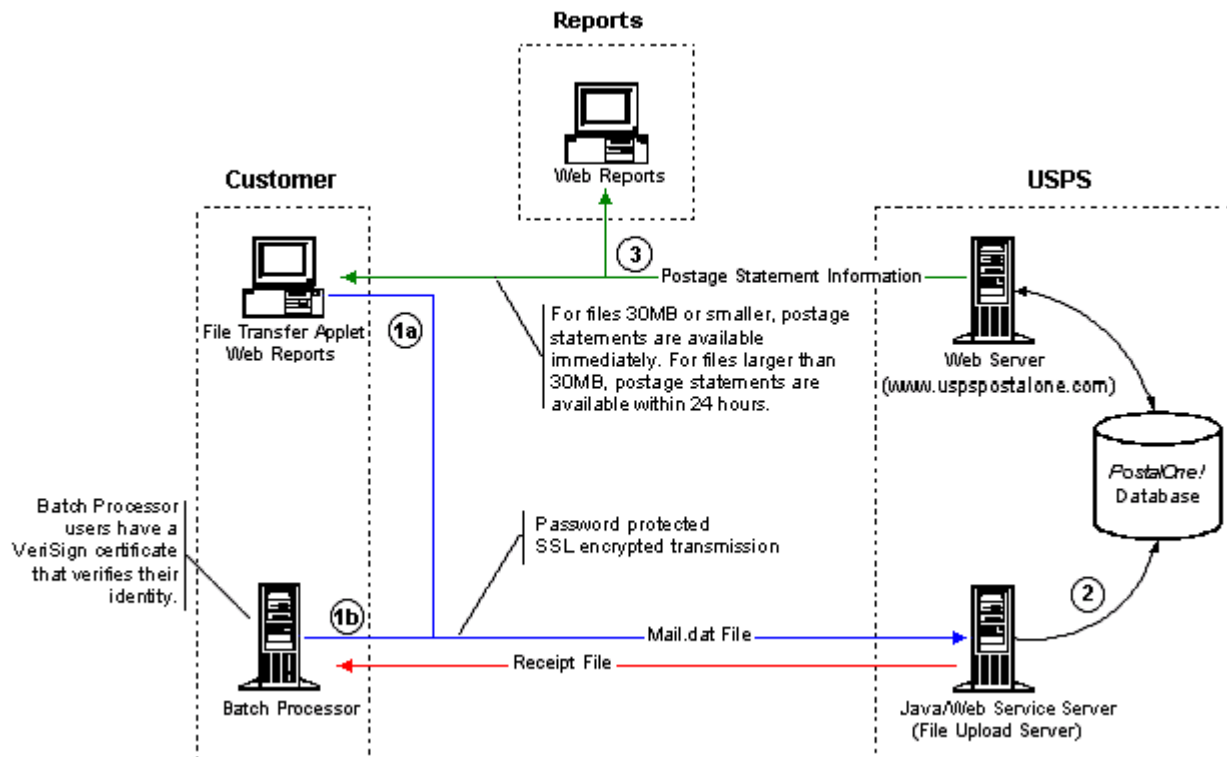 Reports
Web Reports
Customer
USPS
3
Postage Statement Information
File Transfer Applet
Web Reports
1a
For files 30MB or smaller, postage
statements are available
immediately. For files larger than
30MB, postage statements are
available within 24 hours.
Web Server
(www.uspspostalone.com)
PostalOne!
Database
Batch Processor
users have a
VeriSign certificate
that verifies their
identity.
Password protected
SSL encrypted transmission
1b
2
Mail.dat File
Receipt File
Batch Processor
Java/Web Service Server
(File Upload Server)